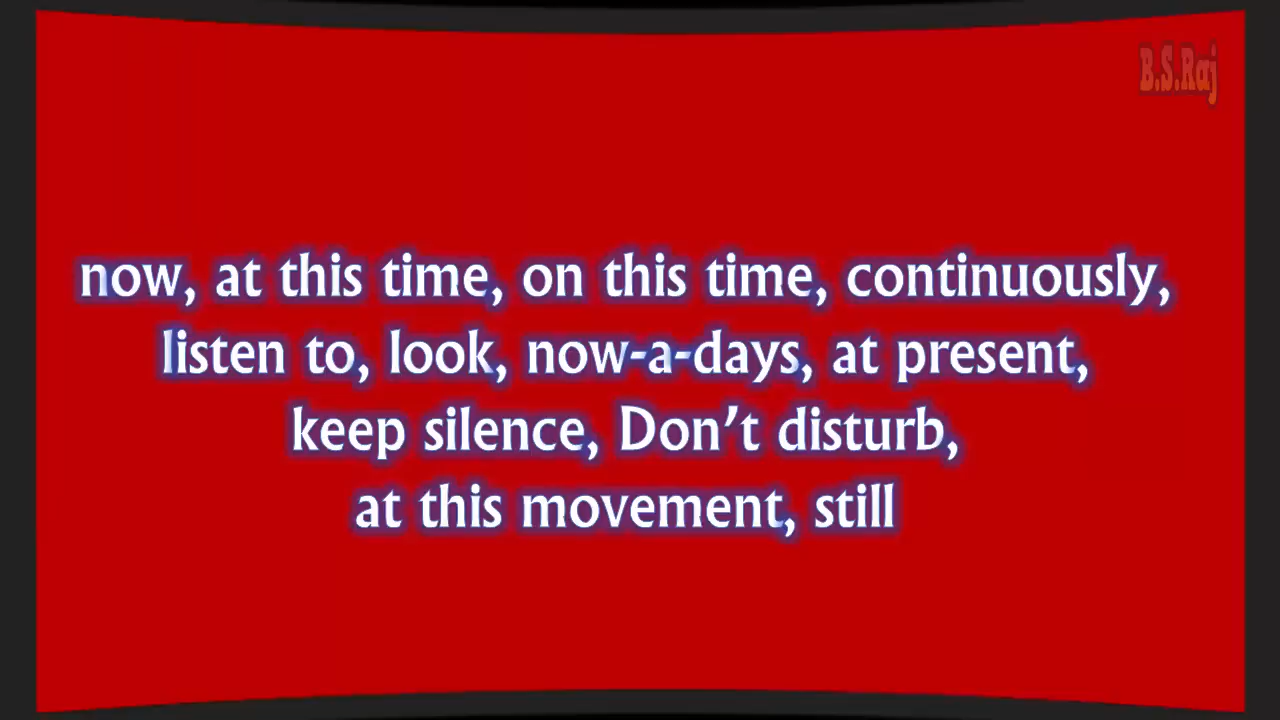 B.S.Raj
now, at this time, on this time, continuously,
listen to, look, now-a-days, at present,
keep silence, Don't disturb,
at this movement, still